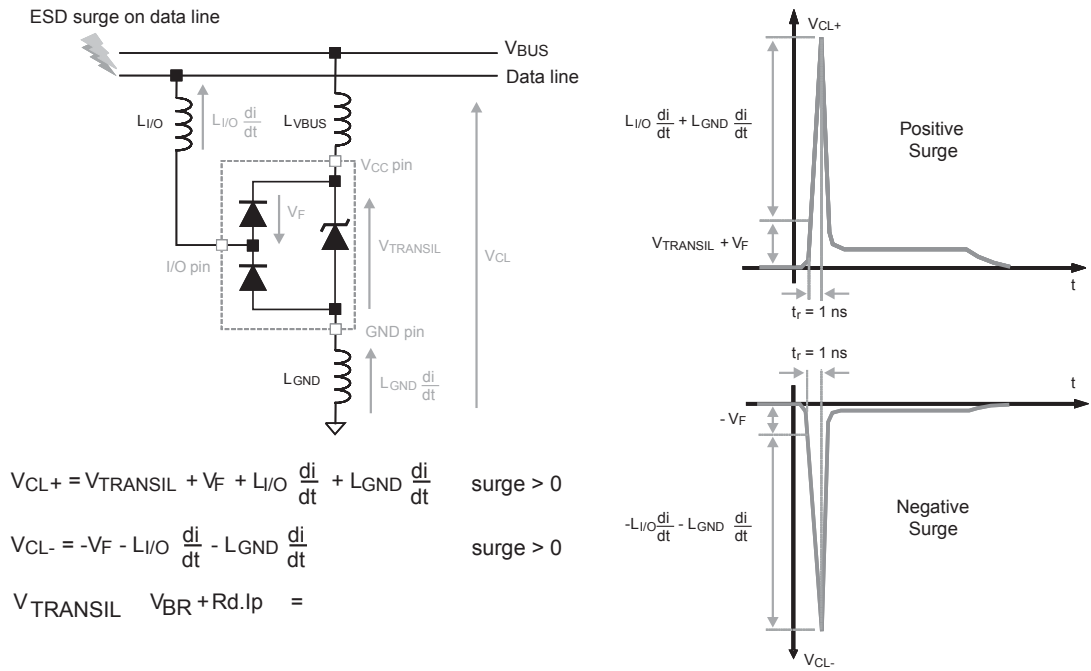 ESD surge on data line
VBUS
Data line
LI/O
LI/O di/dt
LVBUS
VCC pin
VF
VTRANSIL
VCL
I/O pin
GND pin
LGND
LGND di/dt
VCL+ = VTRANSIL + VF + LI/O di/dt + LGND di/dt surge > 0
VCL- = -VF - LI/O di/dt - LGND di/dt surge > 0
VTRANSIL VBR + Rd.Ip =
VCL+
LI/O di/dt + LGND di/dt
Positive
Surge
VTRANSIL + VF
t
tr = 1 ns
tr = 1 ns
t
- VF
-LI/O di/dt - LGND di/dt
Negative
Surge
VCL-